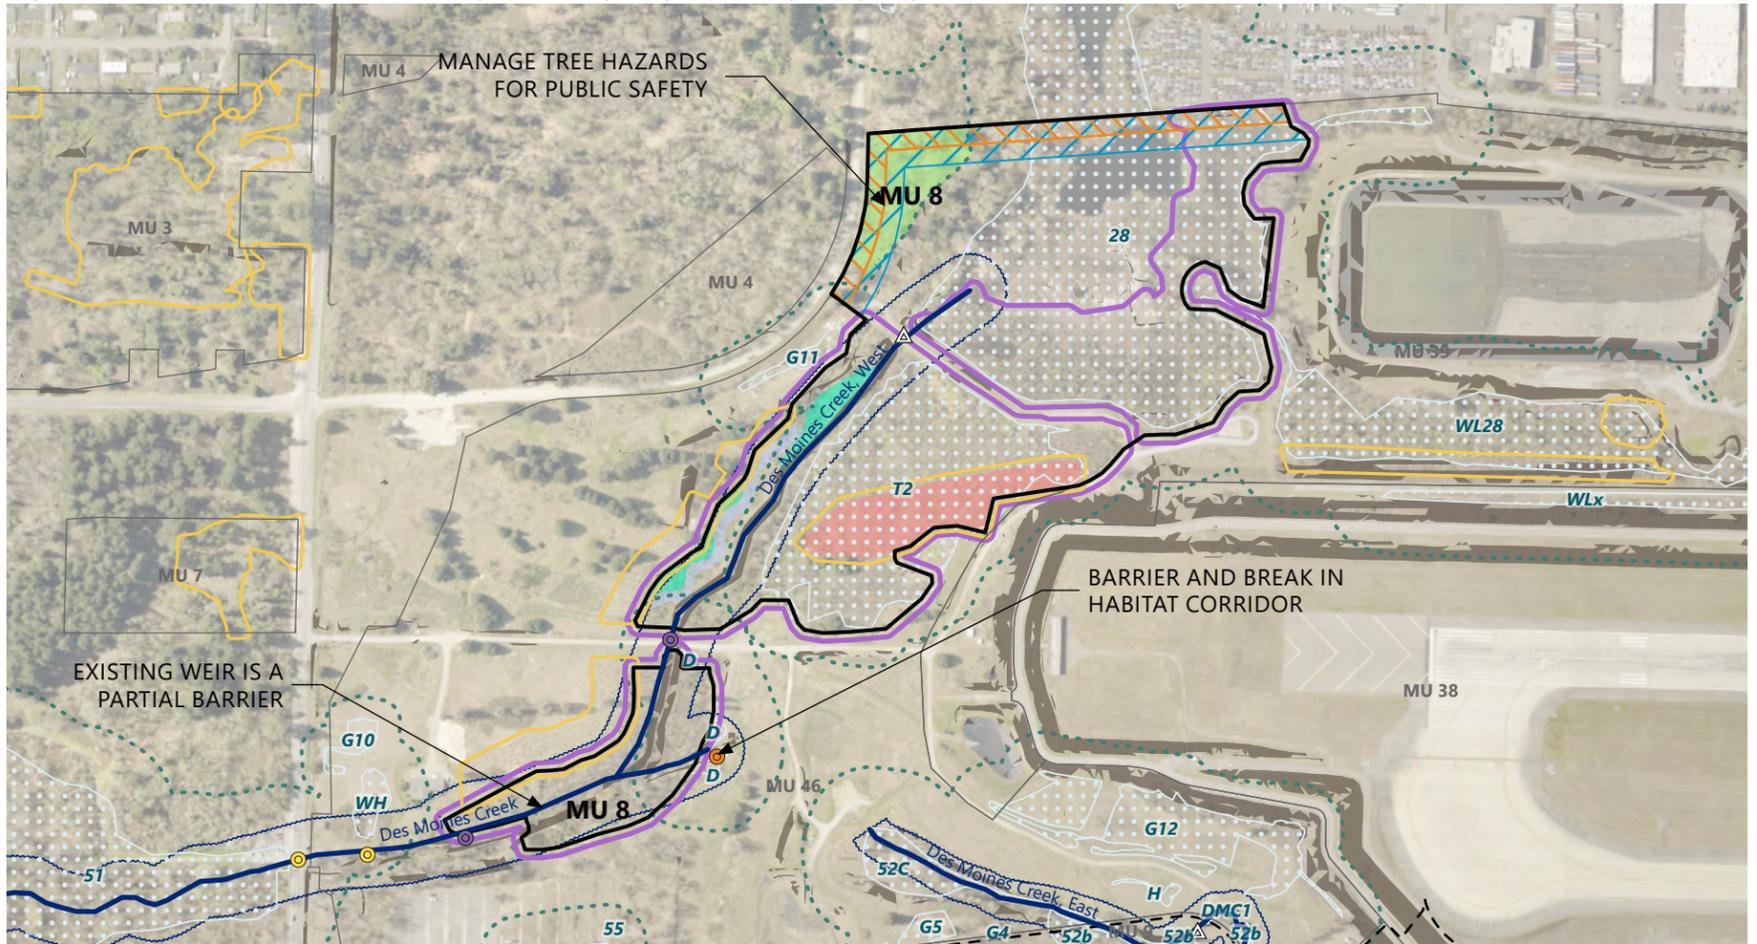 MANAGE TREE HAZARDS
FOR PUBLIC SAFETY
MU 4
MU 8
MU 3
28
MU 4
G11
MU 39
Des Moines Creek, West
WL28
T2
WLx
MU 7
BARRIER AND BREAK IN
HABITAT CORRIDOR
EXISTING WEIR IS A
PARTIAL BARRIER
D
MU 38
D
G10
D
MU 46
WH
MU 8
Des Moines Creek
G12
51
52C
Des Moines Creek, East
H
DMC1
55
G5
G4
52b
52b
52b